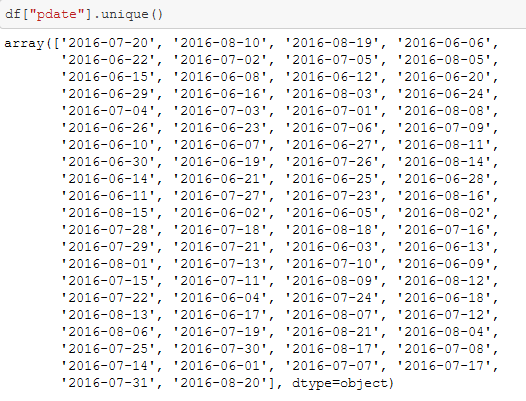 df["pdate"].unique()
array(['2016-07-20', '2016-08-10', '2016-08-19', '2016-06-06',
'2016-06-22', '2016-07-02', '2016-07-05', '2016-08-05',
'2016-06-15', '2016-06-08', '2016-06-12', '2016-06-20',
'2016-06-29', '2016-06-16', '2016-08-03', '2016-06-24',
'2016-07-04', '2016-07-03', '2016-07-01', '2016-08-08',
'2016-06-26', '2016-06-23', '2016-07-06', '2016-07-09',
'2016-06-10', '2016-06-07', '2016-06-27', '2016-08-11',
'2016-06-30', '2016-06-19', '2016-07-26', '2016-08-14',
'2016-06-14', '2016-06-21', '2016-06-25', '2016-06-28',
'2016-06-11', '2016-07-27', '2016-07-23', '2016-08-16',
'2016-08-15', '2016-06-02', '2016-06-05', '2016-08-02',
'2016-07-28', '2016-07-18', '2016-08-18', '2016-07-16',
'2016-07-29', '2016-07-21', '2016-06-03', '2016-06-13',
'2016-08-01', '2016-07-13', '2016-07-10', '2016-06-09',
'2016-07-15', '2016-07-11', '2016-08-09', '2016-08-12',
'2016-07-22', '2016-06-04', '2016-07-24', '2016-06-18',
'2016-08-13', '2016-06-17', '2016-08-07', '2016-07-12',
'2016-08-06', '2016-07-19', '2016-08-21', '2016-08-04',
'2016-07-25', '2016-07-30', '2016-08-17', '2016-07-08',
'2016-07-14', '2016-06-01', '2016-07-07', '2016-07-17',
'2016-07-31', '2016-08-20'], dtype=object)